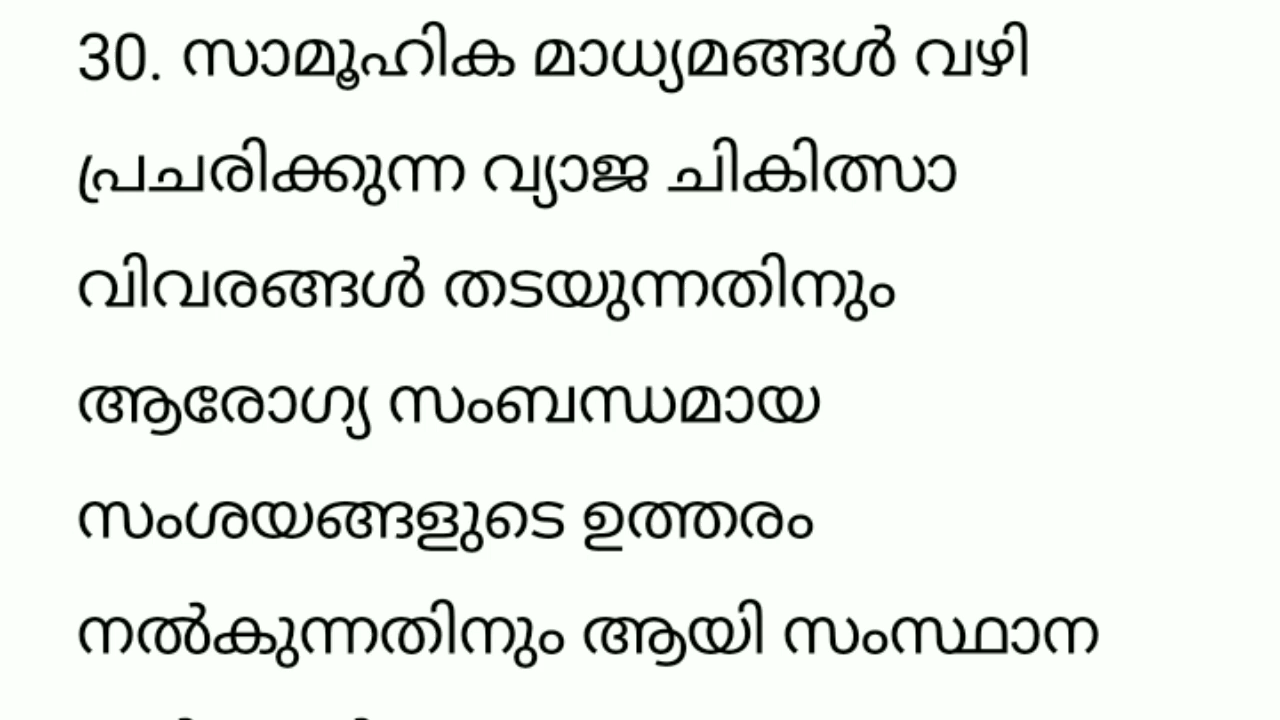 30. സാമൂഹിക മാധ്യമങ്ങൾ വഴി
പ്രചരിക്കുന്ന വ്യാജ ചികിത്സാ
വിവരങ്ങൾ തടയുന്നതിനും
ആരോഗ്യ സംബന്ധമായ
സംശയങ്ങളുടെ ഉത്തരം
നൽകുന്നതിനും ആയി സംസ്ഥാന